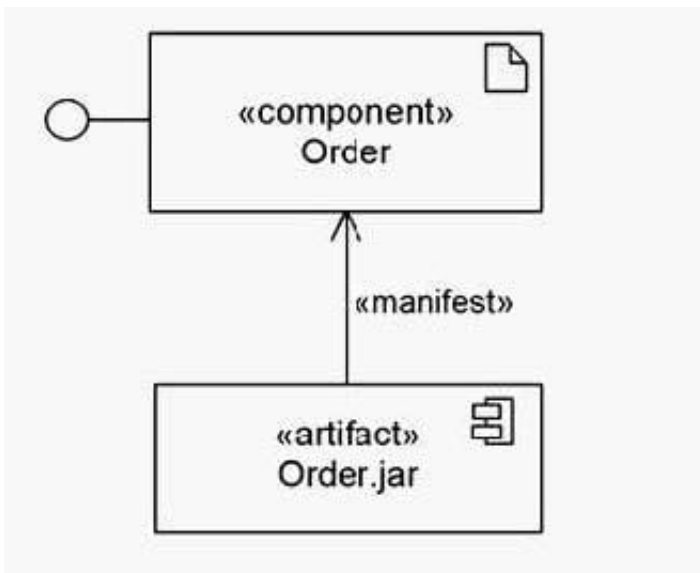 «component»
Order
«manifest»
«artifact»
Order.jar